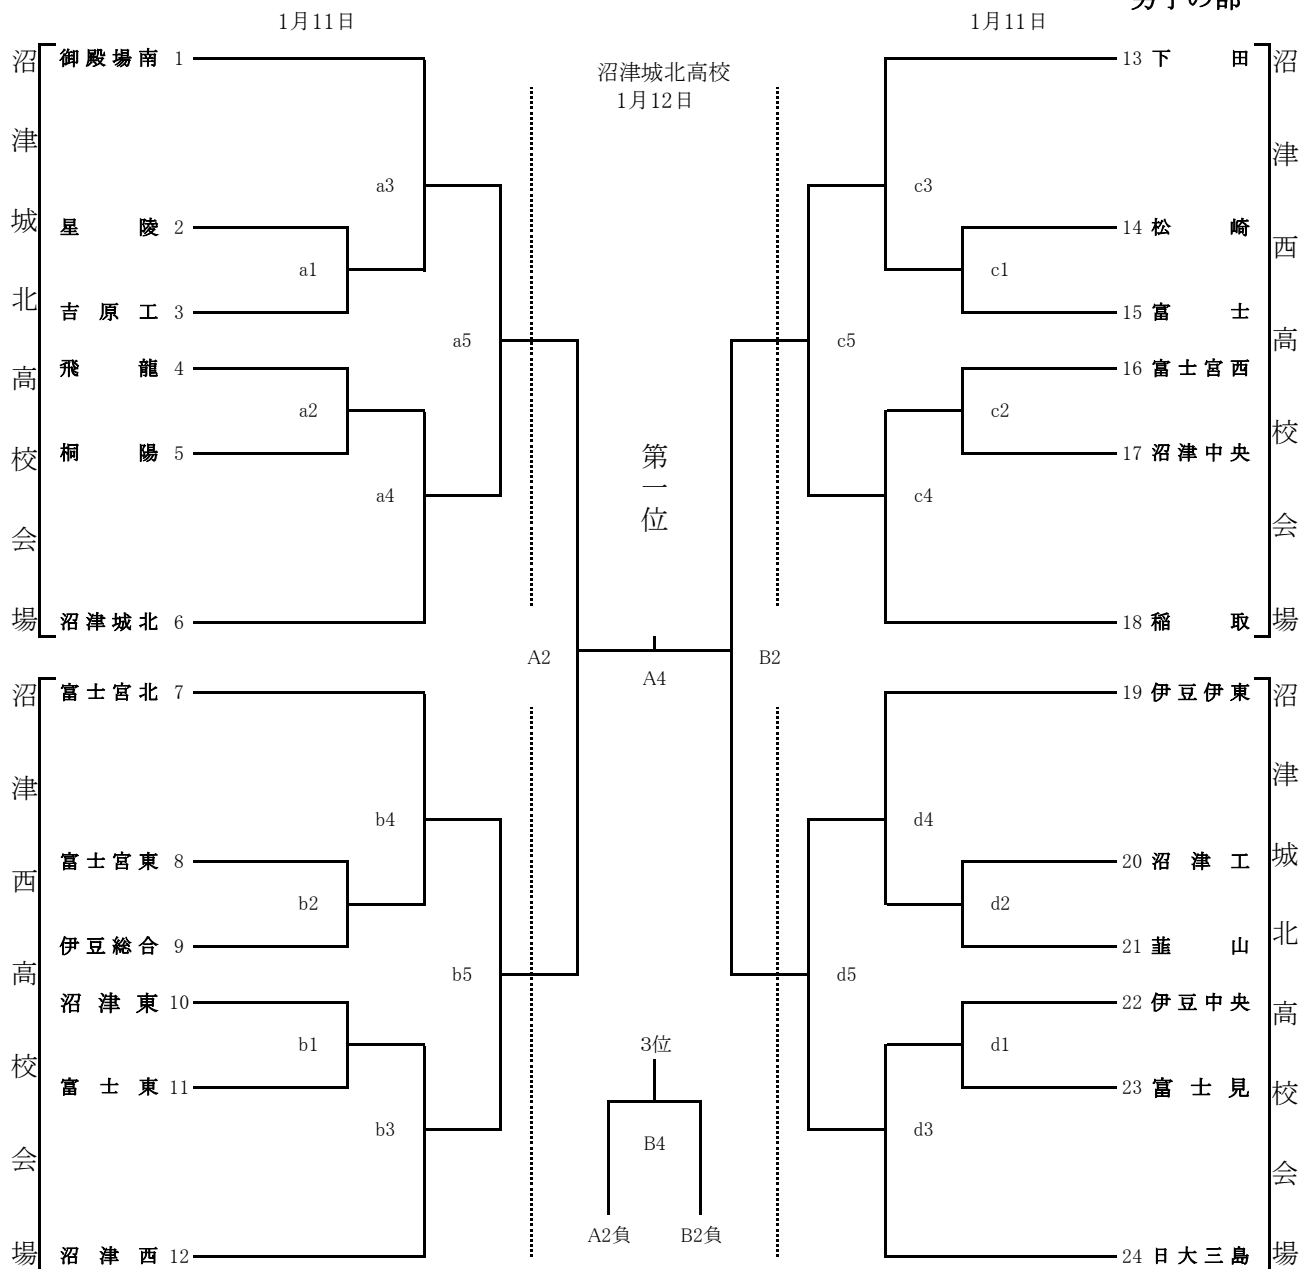 男子の部
1月11日
1月11日
沼津城北高校
1月12日
沼津城北高校会場
御殿場南 1
a3
星陵 2
a1
吉原工 3
a5
飛龍 4
a2
桐陽 5
a4
沼津城北 6
沼津西高校会場
富士宮北 7
b4
富士宮東 8
b2
伊豆総合 9
b5
沼津東 10
b1
富士東 11
b3
沼津西 12
第一位
A2
A4
B2
3位
B4
A2負 B2負
13 下田
c3
14 松崎
c1
15 富士
c5
16 富士宮西
c2
17 沼津中央
c4
18 稲取
沼津西高校会場
19 伊豆伊東
d4
20 沼津工
d2
21 韮山
d5
22 伊豆中央
d1
23 富士見
d3
24 日大三島
沼津城北高校会場